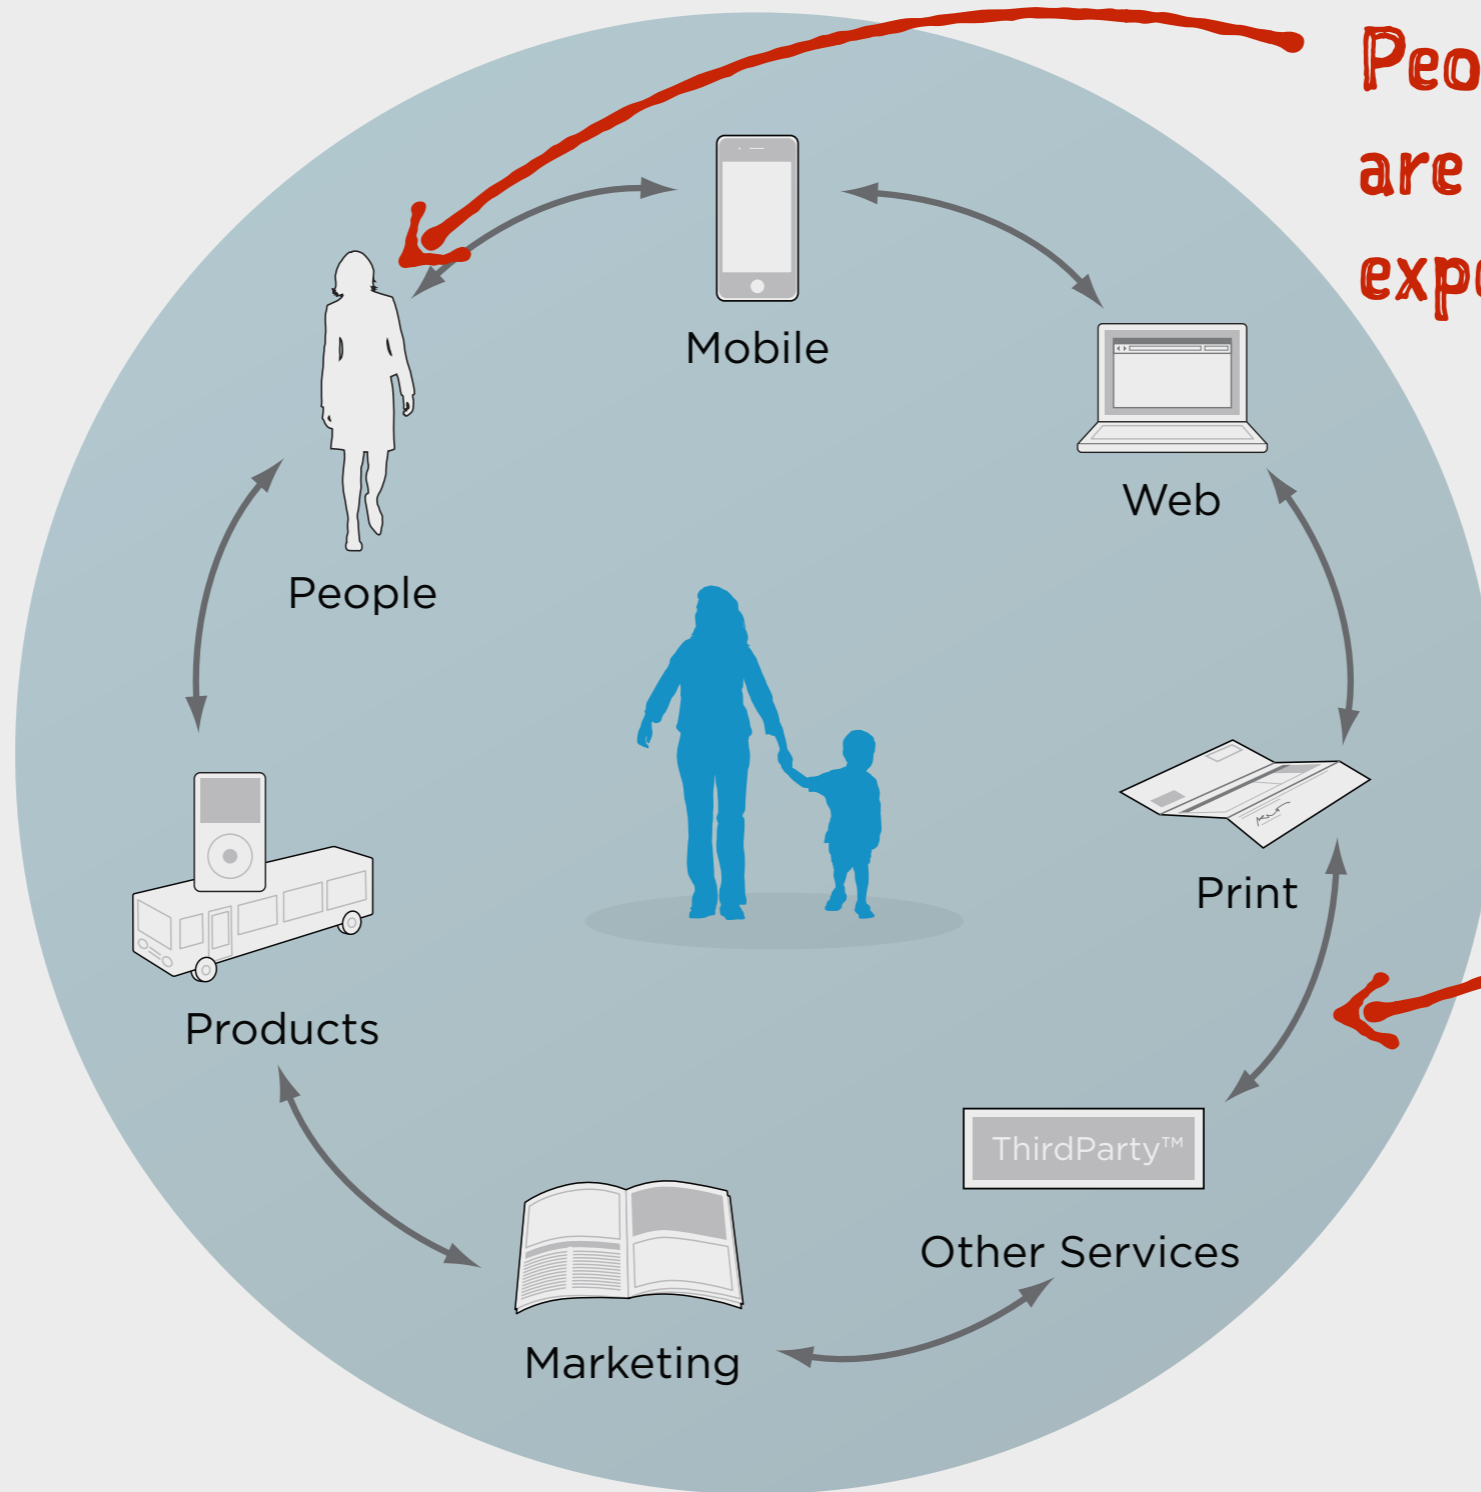 are
Mobile
Web
People
Print
Products
ThirdParty™
Other Services
Marketing